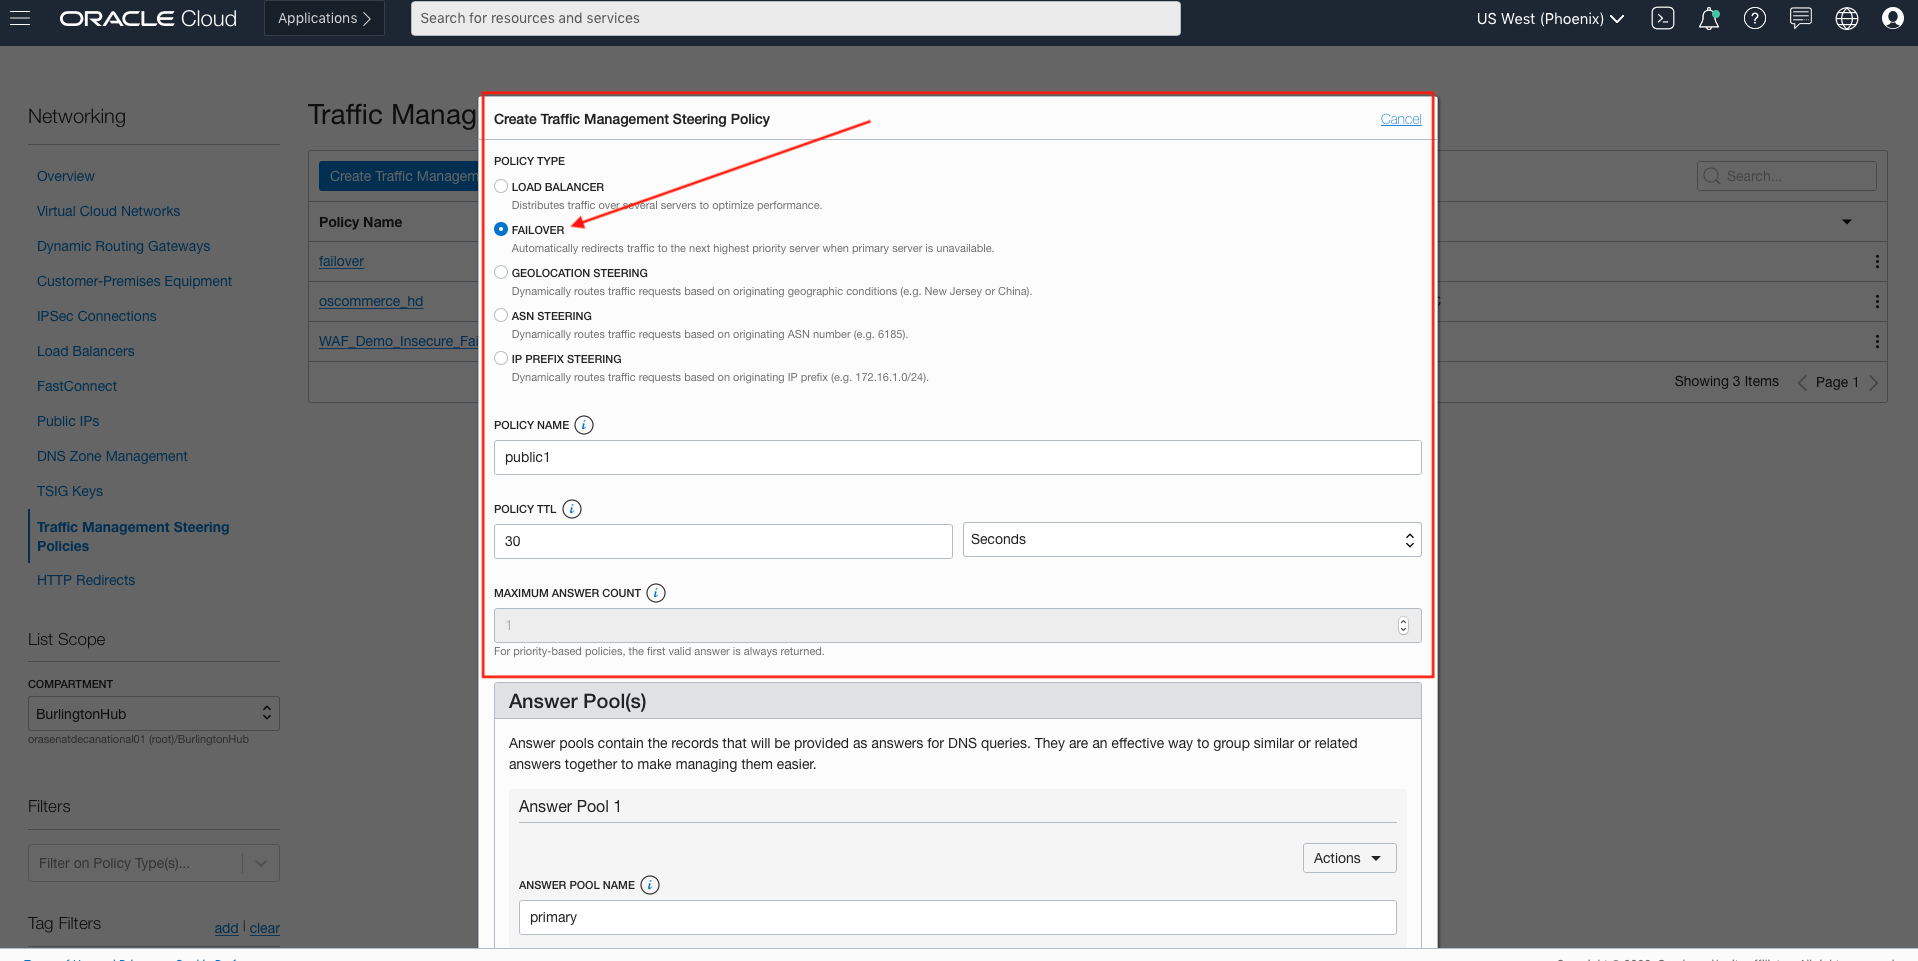 ORACLE Cloud
Applications
Search for resources and services
US West (Phoenix)
Networking
Overview
Virtual Cloud Networks
Dynamic Routing Gateways
Customer-Premises Equipment
IPSec Connections
Load Balancers
FastConnect
Public IPs
DNS Zone Management
TSIG Keys
Traffic Management Steering
Policies
HTTP Redirects
List Scope
COMPARTMENT
BurlingtonHub
orasenatdecanational01 (root)/BurlingtonHub
Filters
Filter on Policy Type(s)...
Tag Filters
add | clear
Traffic Manag
Create Traffic Managem
Search...
Policy Name
failover
oscommerce_hd
WAF_Demo_Insecure_Fai
Showing 3 Items
Page 1
Create Traffic Management Steering Policy
Cancel
POLICY TYPE
LOAD BALANCER
Distributes traffic over several servers to optimize performance.
FAILOVER
Automatically redirects traffic to the next highest priority server when primary server is unavailable.
GEOLOCATION STEERING
Dynamically routes traffic requests based on originating geographic conditions (e.g. New Jersey or China).
ASN STEERING
Dynamically routes traffic requests based on originating ASN number (e.g. 6185).
IP PREFIX STEERING
Dynamically routes traffic requests based on originating IP prefix (e.g. 172.16.1.0/24).
POLICY NAME i
public1
POLICY TTL i
30
Seconds
MAXIMUM ANSWER COUNT i
1
For priority-based policies, the first valid answer is always returned.
Answer Pool(s)
Answer pools contain the records that will be provided as answers for DNS queries. They are an effective way to group similar or related
answers together to make managing them easier.
Answer Pool 1
Actions
ANSWER POOL NAME i
primary